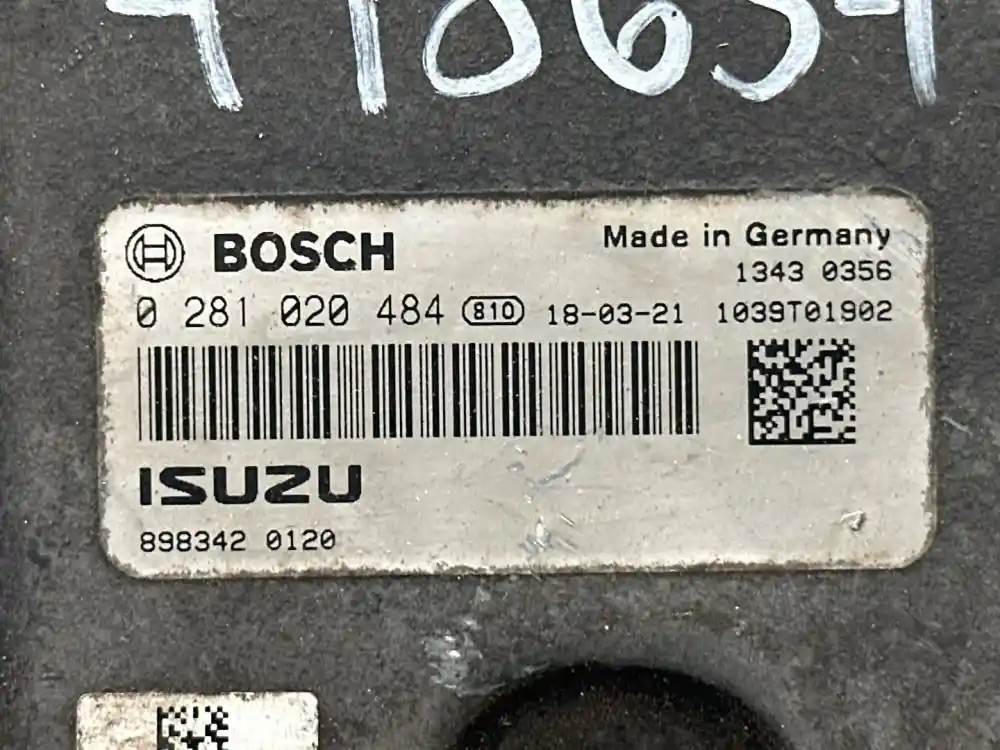 BOSCH
Made in Germany
1343 0356
0 281 020 484 810 18-03-21 1039T01902
ISUZU
898342 0120